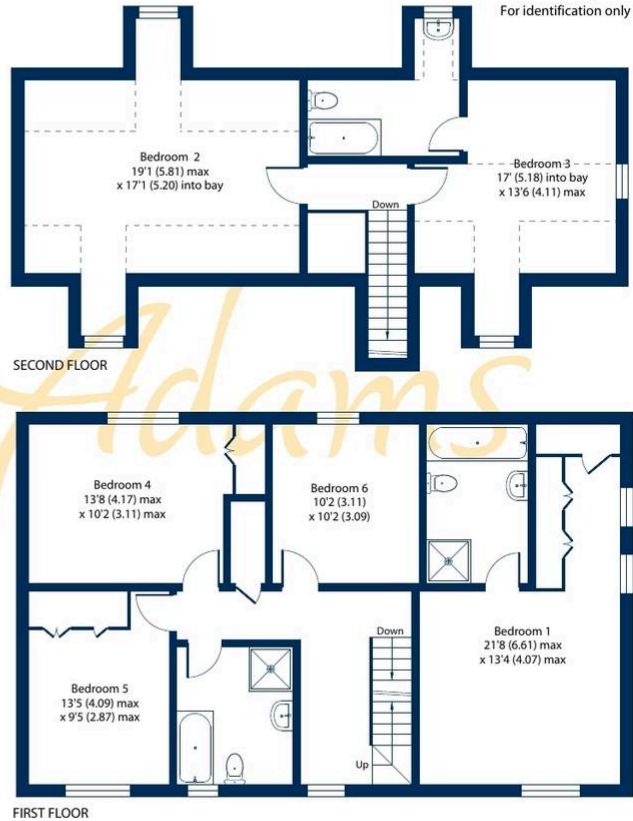 For identification only
Bedroom 2
19'1 (5.81) max
x 17'1 (5.20) into bay
Bedroom 3
17' (5.18) into bay
x 13'6 (4.11) max
Down
SECOND FLOOR
Adams
Bedroom 4
13'8 (4.17) max
x 10'2 (3.11) max
Bedroom 6
10'2 (3.11)
x 10'2 (3.09)
Bedroom 1
21'8 (6.61) max
x 13'4 (4.07) max
Down
Bedroom 5
13'5 (4.09) max
x 9'5 (2.87) max
Up
FIRST FLOOR